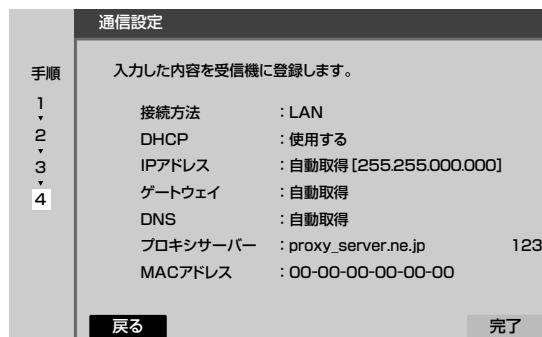 通信設定
手順
1
2
3
4
入力した内容を受信機に登録します。
接続方法 ：LAN
DHCP ：使用する
IPアドレス ：自動取得［255.255.000.000］
ゲートウェイ ：自動取得
DNS ：自動取得
プロキシサーバー ：proxy_server.ne.jp 123
MACアドレス ：00-00-00-00-00-00
戻る 完了